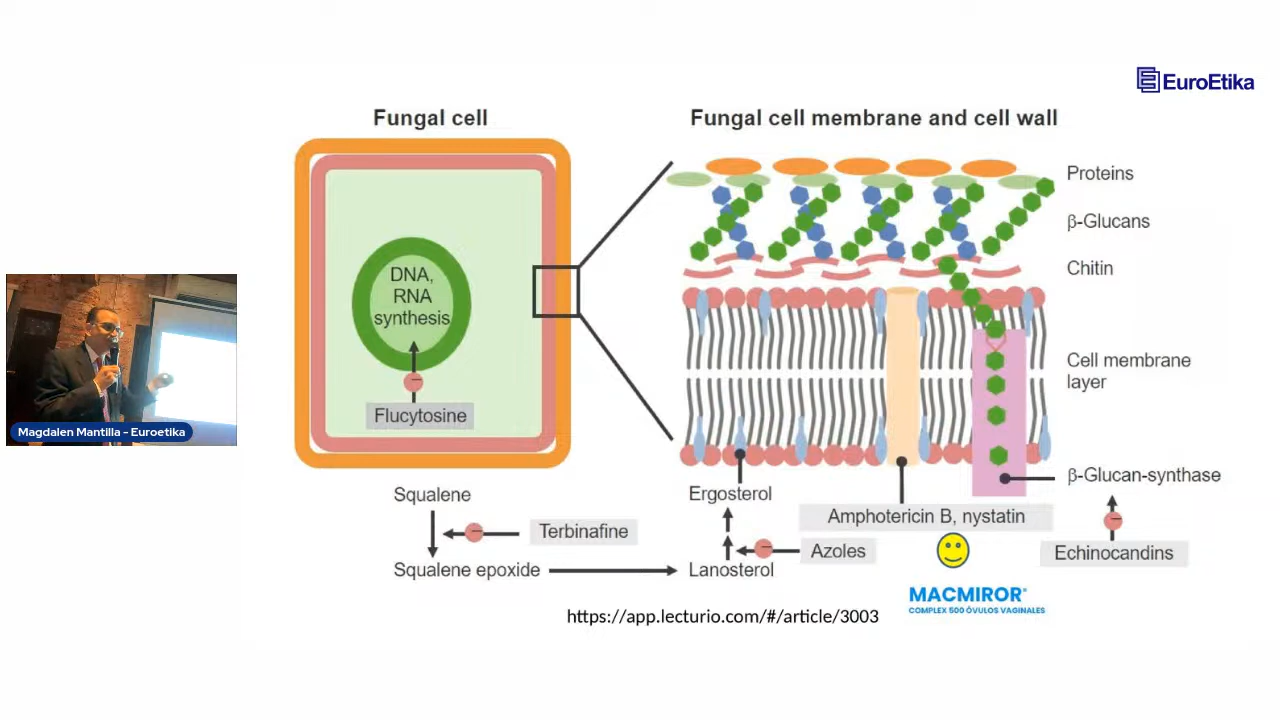 EuroEtika
Fungal cell
Fungal cell membrane and cell wall
DNA,
RNA
synthesis
Flucytosine
Proteins
β-Glucans
Chitin
Cell membrane
layer
β-Glucan-synthase
Squalene
Terbinafine
Squalene epoxide
Ergosterol
Lanosterol
Azoles
Amphotericin B, nystatin
Echinocandins
MACMIROR®
COMPLEX 500 ÓVULOS VAGINALES
https://app.lecturio.com/#/article/3003
Magdalen Mantilla - Euroetika